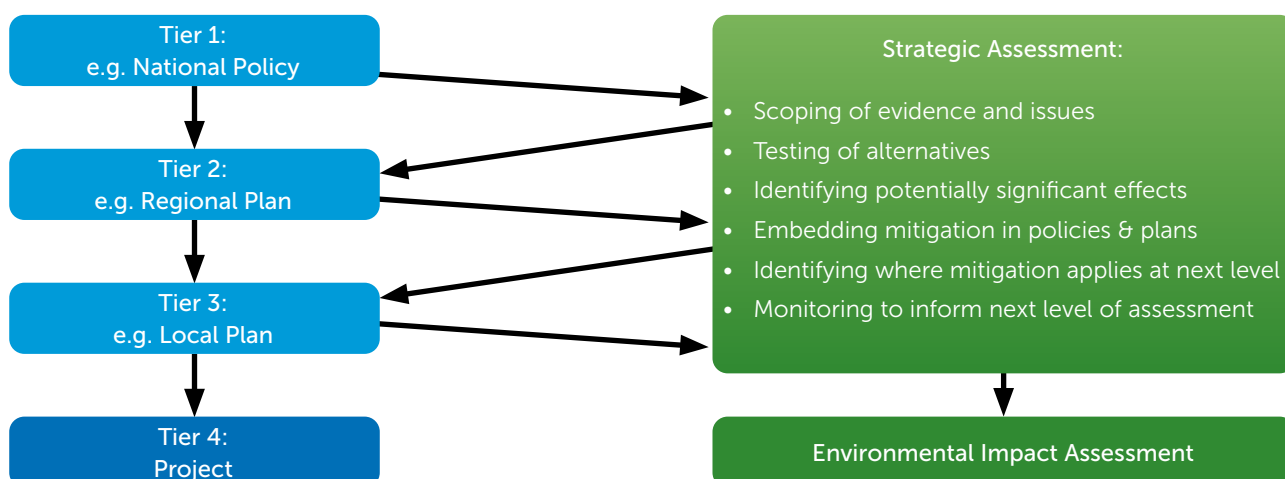 Tier 1:
e.g. National Policy
Tier 2:
e.g. Regional Plan
Tier 3:
e.g. Local Plan
Tier 4:
Project
Strategic Assessment:
• Scoping of evidence and issues
• Testing of alternatives
• Identifying potentially significant effects
• Embedding mitigation in policies & plans
• Identifying where mitigation applies at next level
• Monitoring to inform next level of assessment
Environmental Impact Assessment